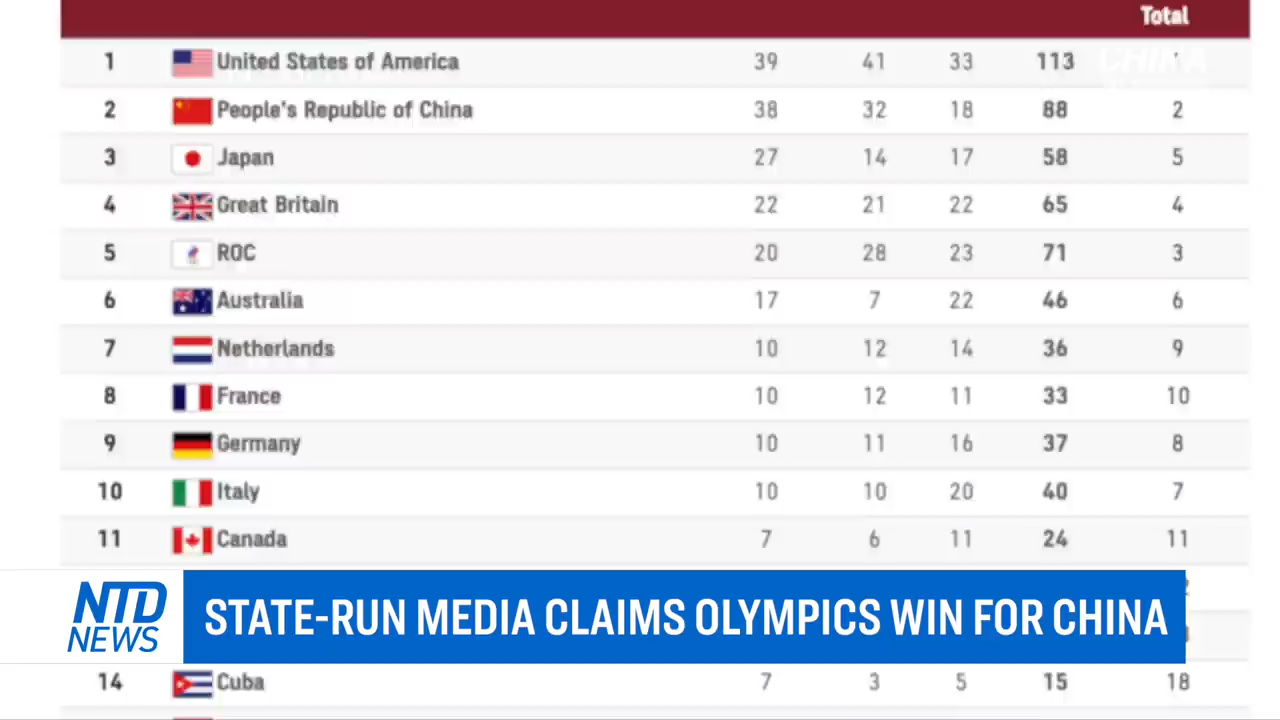 Total
CHINA
1 United States of America 39 41 33 113
2 People's Republic of China 38 32 18 88 2
3 Japan 27 14 17 58 5
4 Great Britain 22 21 22 65 4
5 ROC 20 28 23 71 3
6 Australia 17 7 22 46 6
7 Netherlands 10 12 14 36 9
8 France 10 12 11 33 10
9 Germany 10 11 16 37 8
10 Italy 10 10 20 40 7
11 Canada 7 6 11 24 11
NTD
NEWS
STATE-RUN MEDIA CLAIMS OLYMPICS WIN FOR CHINA
14 Cuba 7 3 5 15 18